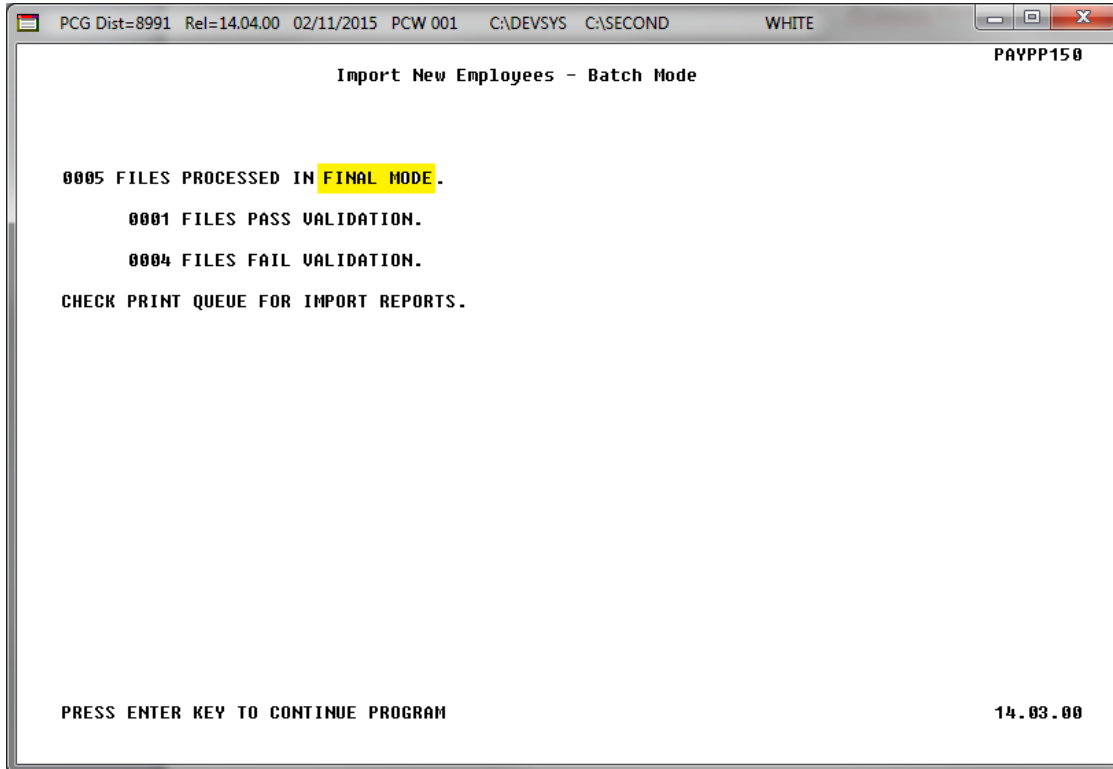 PCG Dist=8991 Rel=14.04.00 02/11/2015 PCW 001 C:\DEVSYS C:\SECOND WHITE
PAYPP150
Import New Employees - Batch Mode
0005 FILES PROCESSED IN FINAL MODE.
0001 FILES PASS VALIDATION.
0004 FILES FAIL VALIDATION.
CHECK PRINT QUEUE FOR IMPORT REPORTS.
PRESS ENTER KEY TO CONTINUE PROGRAM 14.03.00